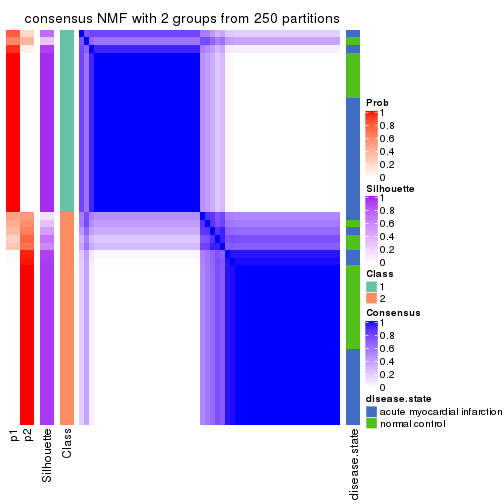 consensus NMF with 2 groups from 250 partitions
Prob
1
0.8
0.6
0.4
0.2
0
Silhouette
1
0.8
0.6
0.4
0.2
0
Class
1
2
Consensus
1
0.8
0.6
0.4
0.2
0
disease.state
acute myocardial infarction
normal control
p1
p2
Silhouette
Class
disease.state